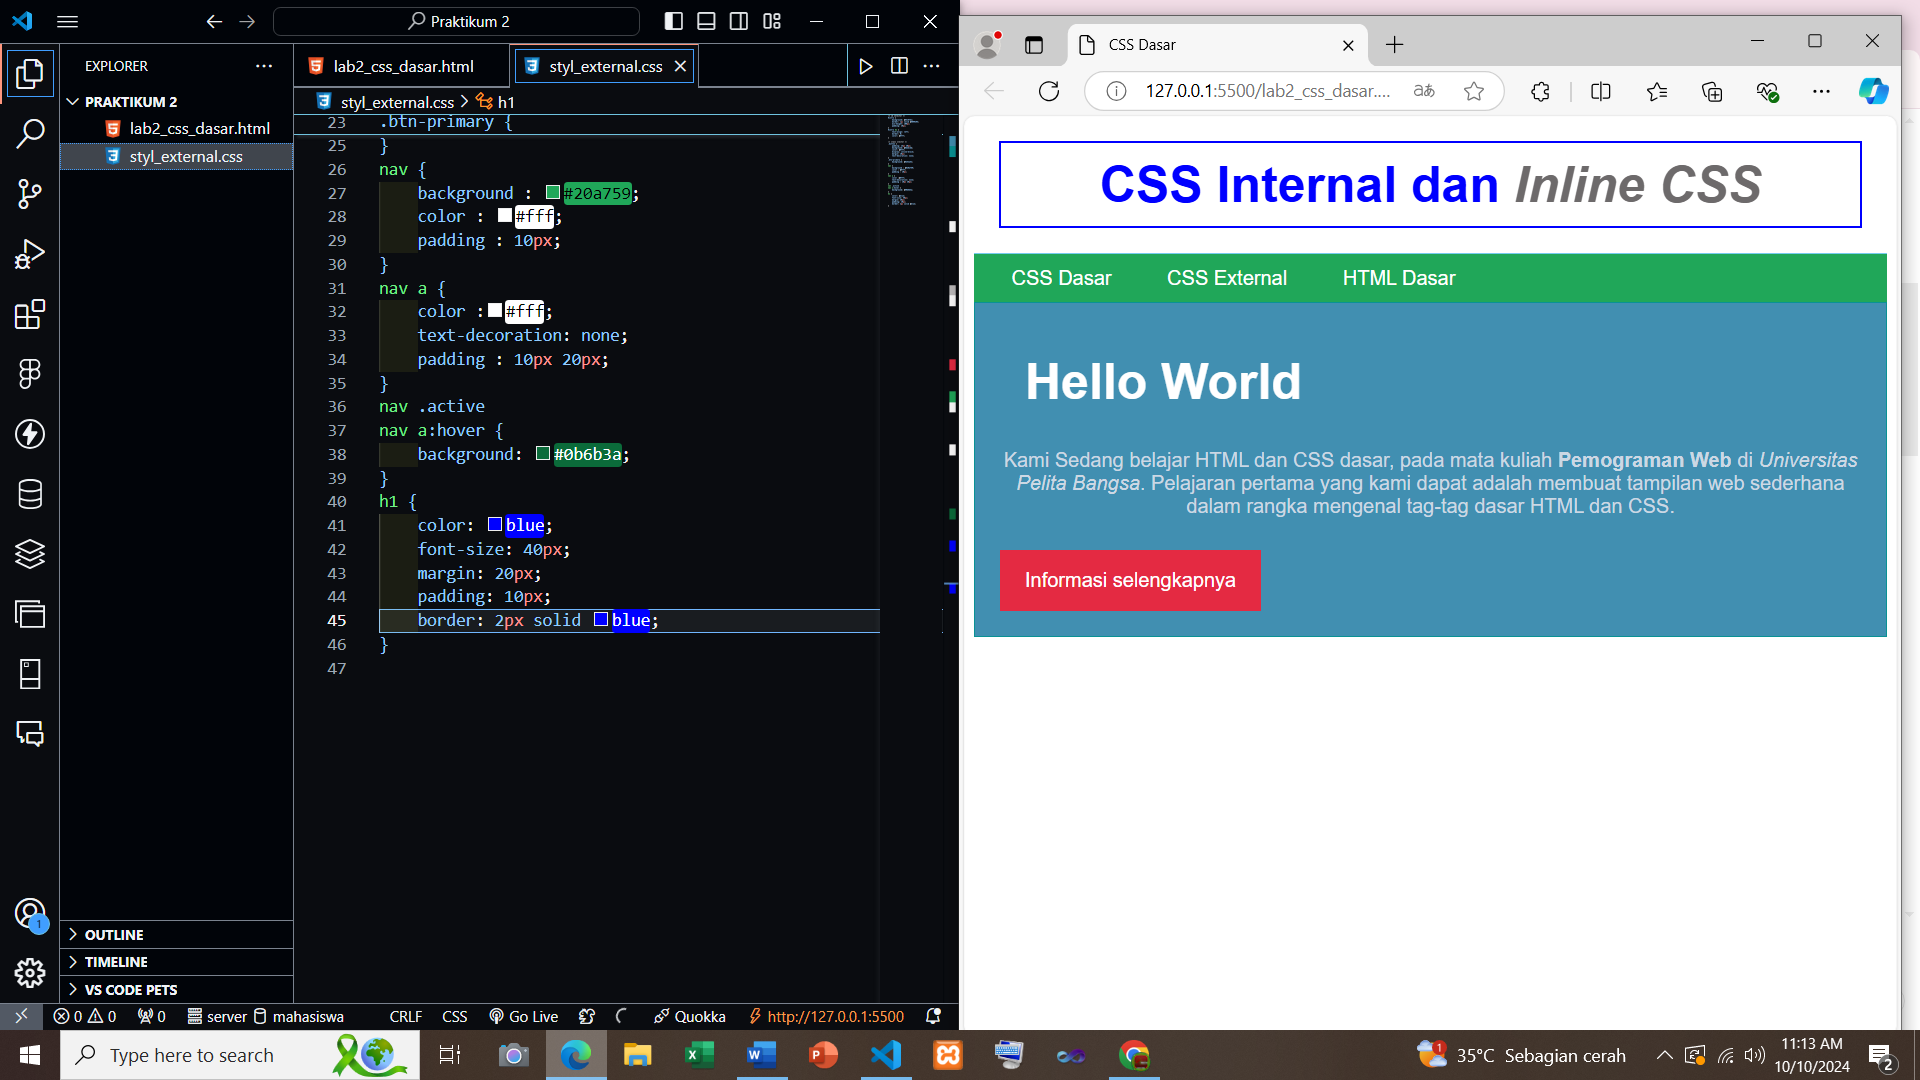 Praktikum 2
EXPLORER
PRAKTIKUM 2
lab2_css_dasar.html
styl_external.css
OUTLINE
TIMELINE
VS CODE PETS
lab2_css_dasar.html
styl_external.css
styl_external.css > h1
23 .btn-primary {
25 }
26 nav {
27 background : #20a759;
28 color : #fff;
29 padding : 10px;
30 }
31 nav a {
32 color : #fff;
33 text-decoration: none;
34 padding : 10px 20px;
35 }
36 nav .active
37 nav a:hover {
38 background: #0b6b3a;
39 }
40 h1 {
41 color: blue;
42 font-size: 40px;
43 margin: 20px;
44 padding: 10px;
45 border: 2px solid blue;
46 }
47
1
0 0 0 server mahasiswa CRLF CSS Go Live Quokka http://127.0.0.1:5500
CSS Dasar
127.0.0.1:5500/lab2_css_dasar....
CSS Internal dan Inline CSS
CSS Dasar CSS External HTML Dasar
Hello World
Kami Sedang belajar HTML dan CSS dasar, pada mata kuliah Pemograman Web di Universitas
Pelita Bangsa. Pelajaran pertama yang kami dapat adalah membuat tampilan web sederhana
dalam rangka mengenal tag-tag dasar HTML dan CSS.
Informasi selengkapnya
Type here to search
1
35°C Sebagian cerah
11:13 AM
10/10/2024
2